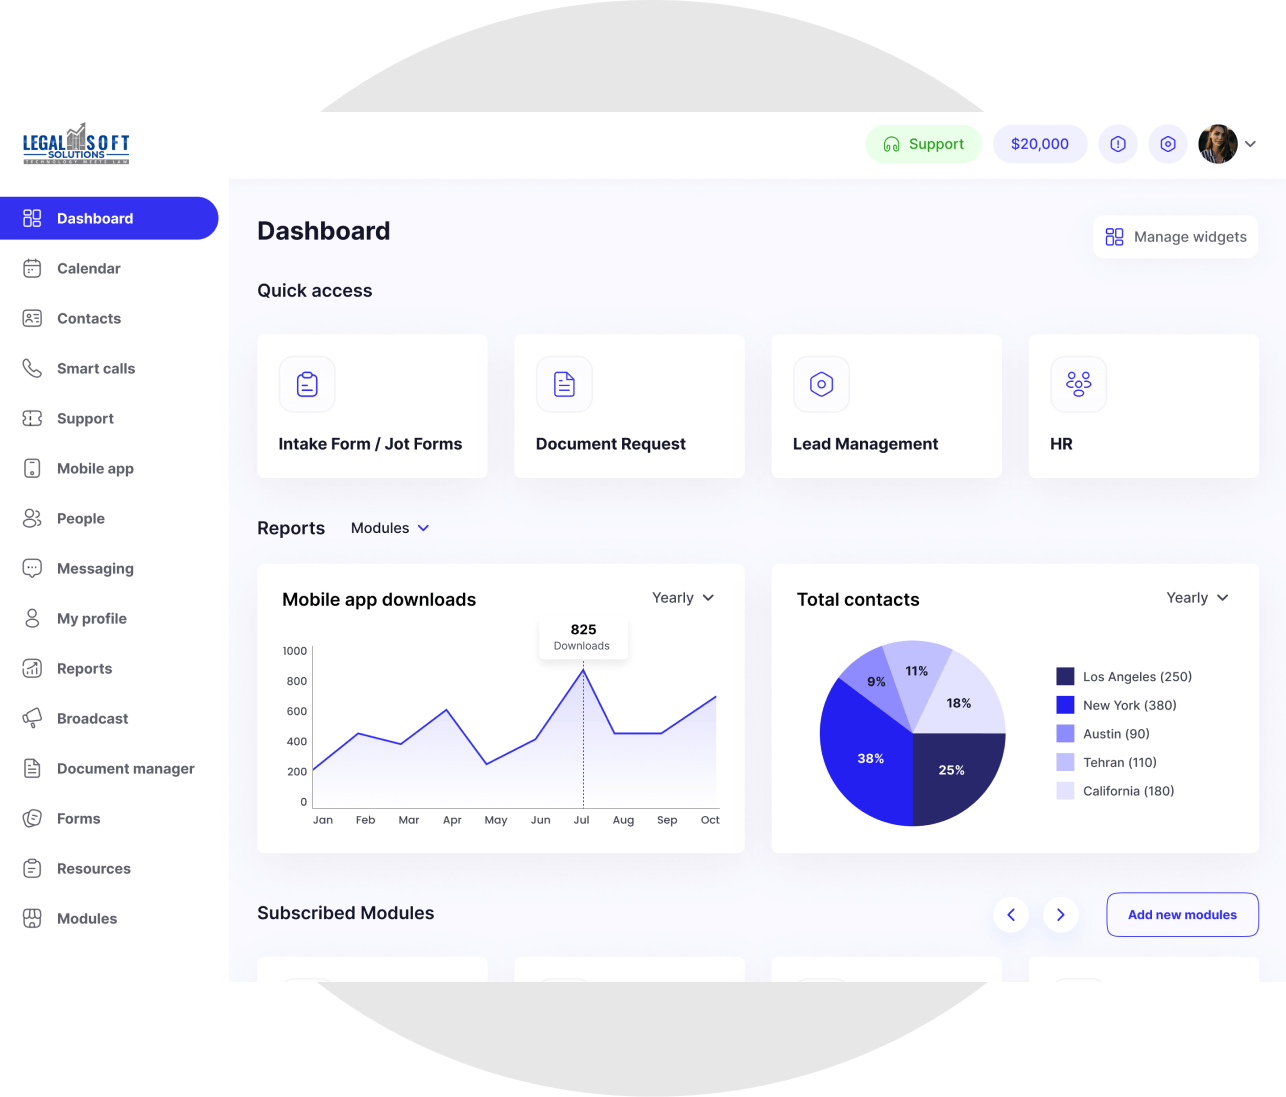 LEGAL SOFT
SOLUTIONS
TECHNOLOGY MEETS LAW
Support
$20,000
Dashboard
Calendar
Contacts
Smart calls
Support
Mobile app
People
Messaging
My profile
Reports
Broadcast
Document manager
Forms
Resources
Modules
Dashboard
Manage widgets
Quick access
Intake Form / Jot Forms
Document Request
Lead Management
HR
Reports
Modules
Mobile app downloads
Yearly
825
Downloads
1000
800
600
400
200
0
Jan Feb Mar Apr May Jun Jul Aug Sep Oct
Total contacts
Yearly
9%
11%
18%
38%
25%
Los Angeles (250)
New York (380)
Austin (90)
Tehran (110)
California (180)
Subscribed Modules
Add new modules